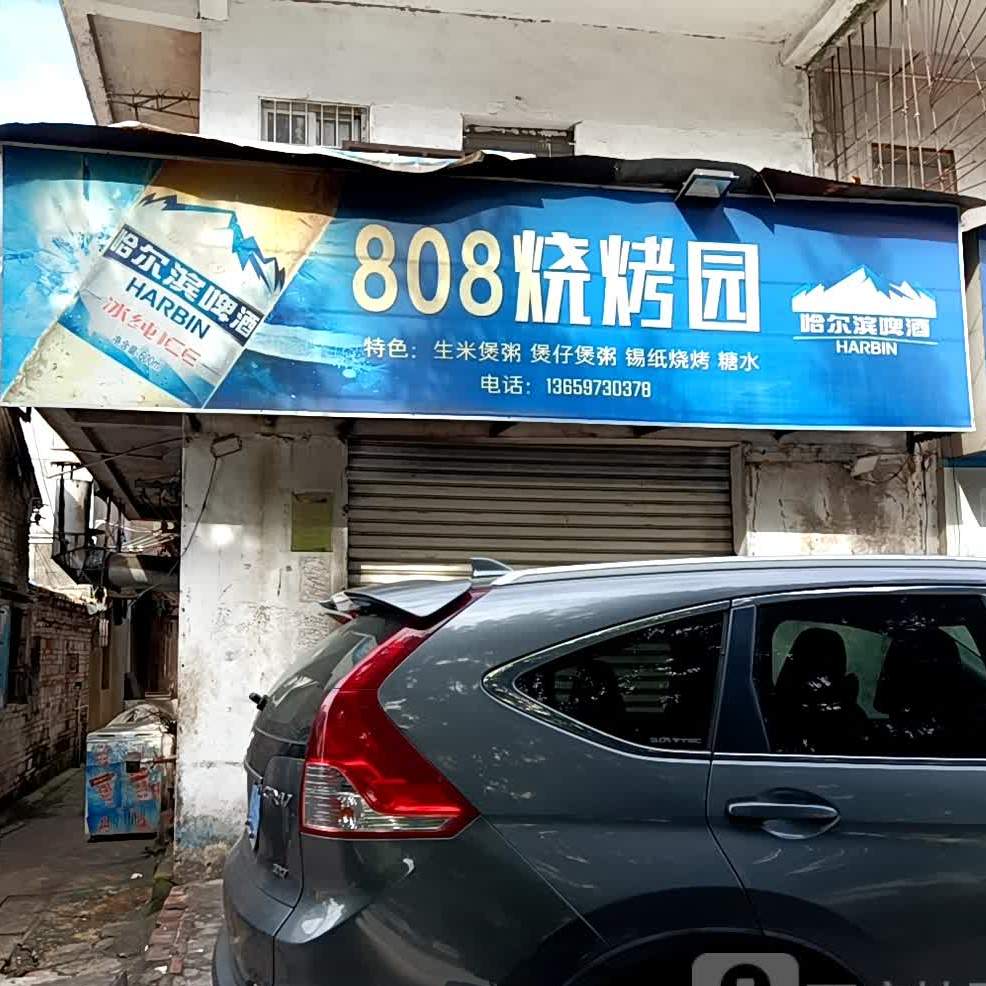 808烧烤园
特色：生米煲粥 煲仔煲粥 锡纸烧烤 糖水
电话：13659730378
哈尔滨啤酒
HARBIN
冰纯ICE
哈尔滨啤酒
HARBIN